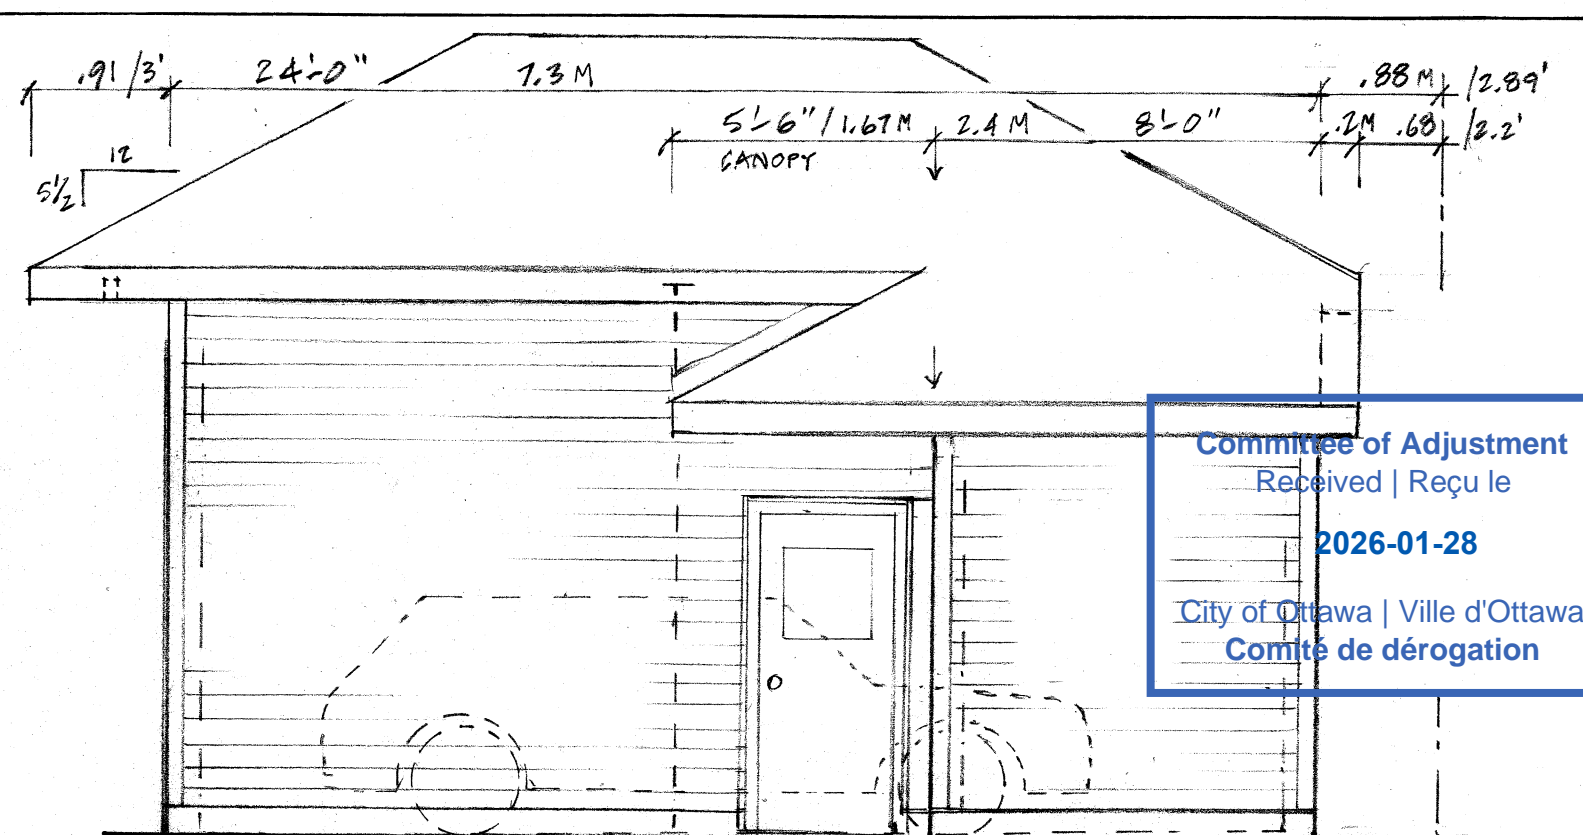 .91/3' 24'-0" 7.3 M .88 M /2.89'
5'-6"/1.67M 2.4 M 8'-0" .2M .68 /2.2'
CANOPY
12
5½
Committee of Adjustment
Received | Reçu le
2026-01-28
City of Ottawa | Ville d'Ottawa
Comité de dérogation